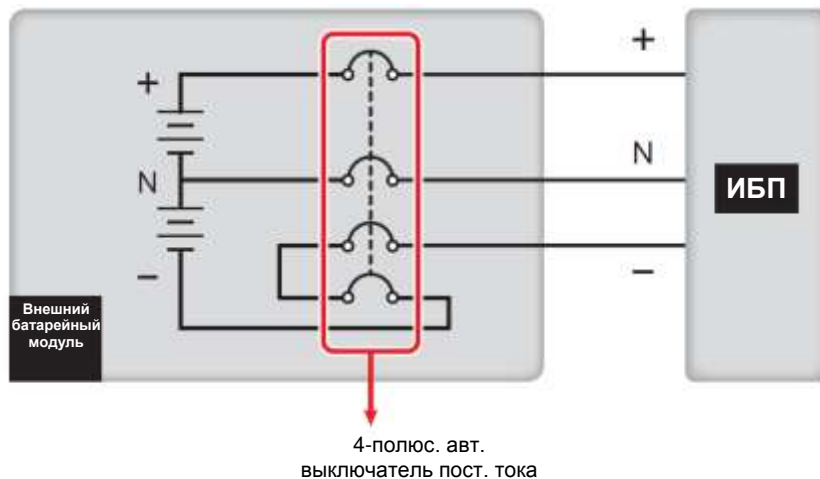 +
+
N
N
ИБП
−
−
Внешний
батарейный
модуль
4-полюс. авт.
выключатель пост. тока